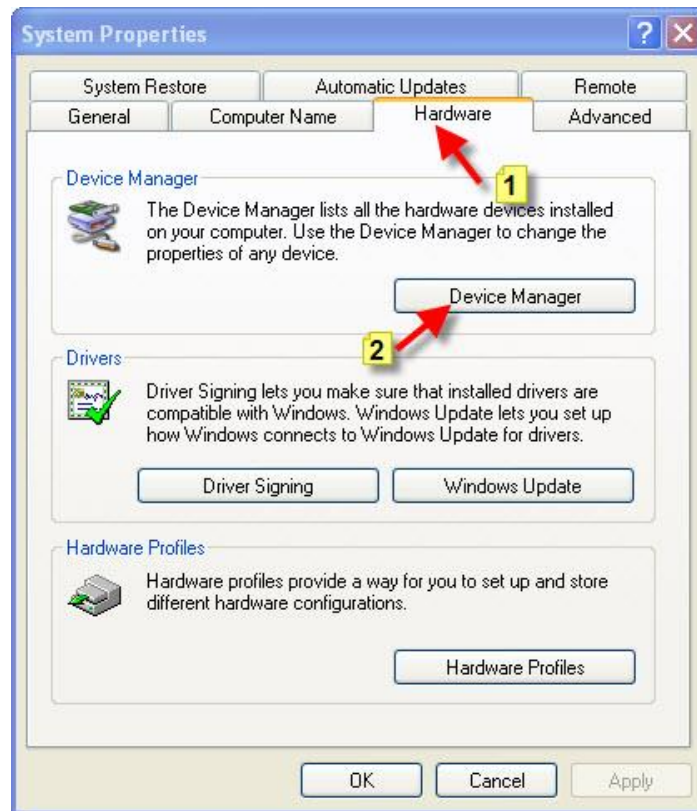 System Properties
?
X
System Restore
Automatic Updates
Remote
General
Computer Name
Hardware
Advanced
1
Device Manager
The Device Manager lists all the hardware devices installed
on your computer. Use the Device Manager to change the
properties of any device.
Device Manager
2
Drivers
Driver Signing lets you make sure that installed drivers are
compatible with Windows. Windows Update lets you set up
how Windows connects to Windows Update for drivers.
Driver Signing
Windows Update
Hardware Profiles
Hardware profiles provide a way for you to set up and store
different hardware configurations.
Hardware Profiles
OK
Cancel
Apply